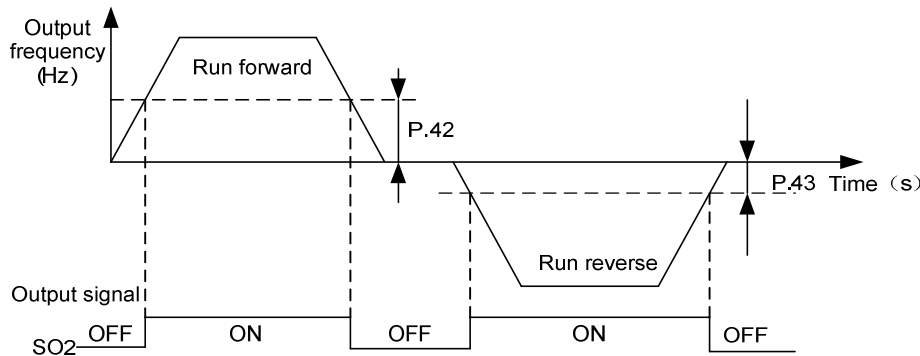 Output
frequency
(Hz)
Run forward
P.42
P.43 Time (s)
Run reverse
Output signal
SO2 OFF ON OFF ON OFF